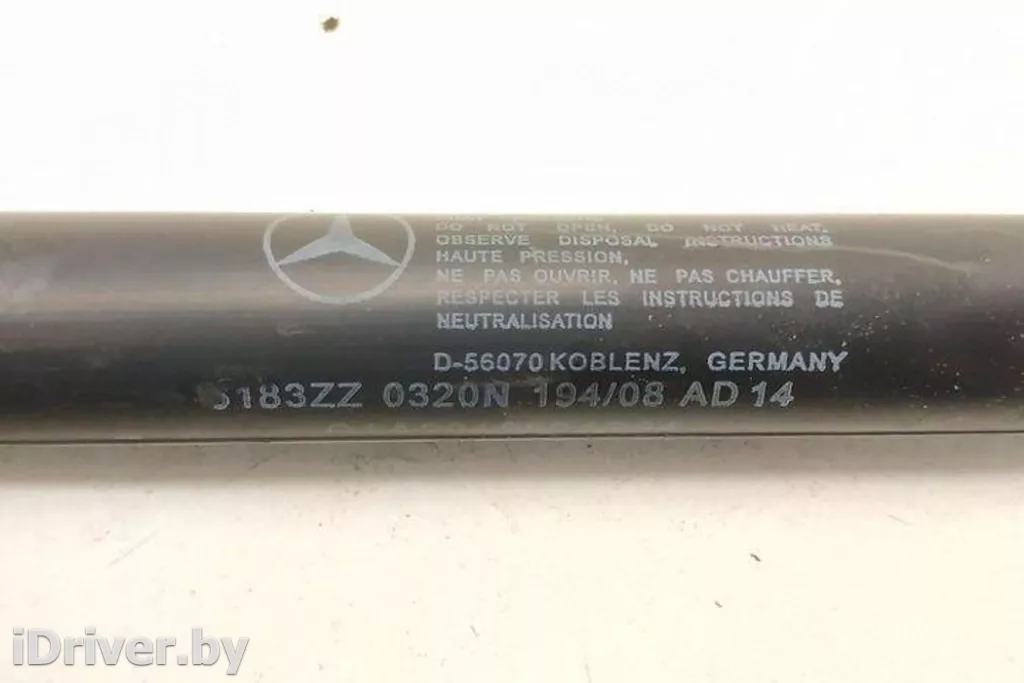 DO NOT OPEN, DO NOT HEAT.
OBSERVE DISPOSAL INSTRUCTIONS
HAUTE PRESSION,
NE PAS OUVRIR, NE PAS CHAUFFER,
RESPECTER LES INSTRUCTIONS DE
NEUTRALISATION
D-56070 KOBLENZ, GERMANY
0320N 194/08 AD 14
iDriver.by